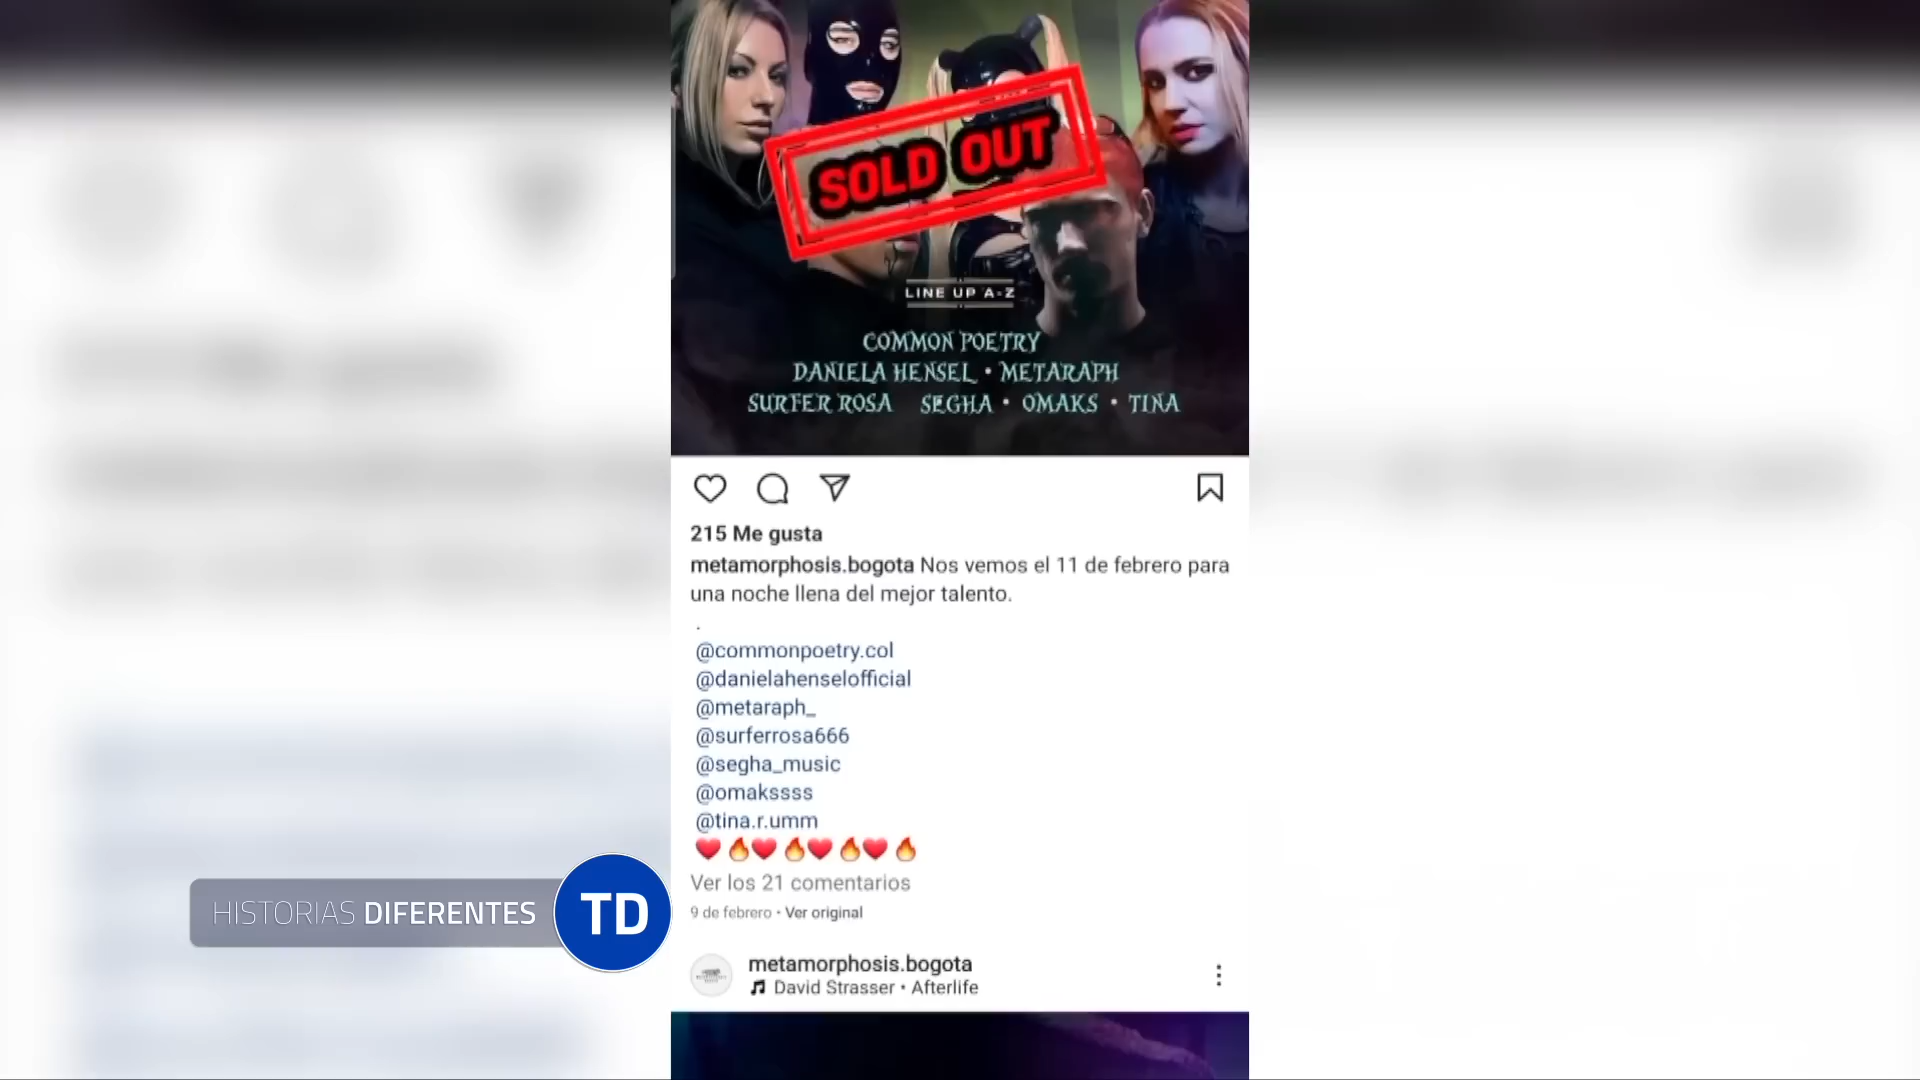 SOLD OUT
LINE UP A-Z
COMMON POETRY
DANIELA HENSEL • METARAPH
SURFER ROSA SEGHA • OMAKS • TINA
215 Me gusta
metamorphosis.bogota Nos vemos el 11 de febrero para
una noche llena del mejor talento.
.
@commonpoetry.col
@danielahenselofficial
@metaraph_
@surferrosa666
@segha_music
@omakssss
@tina.r.umm
❤️ 🔥❤️ 🔥❤️ 🔥❤️ 🔥
Ver los 21 comentarios
9 de febrero • Ver original
HISTORIAS DIFERENTES TD
metamorphosis.bogota
David Strasser • Afterlife